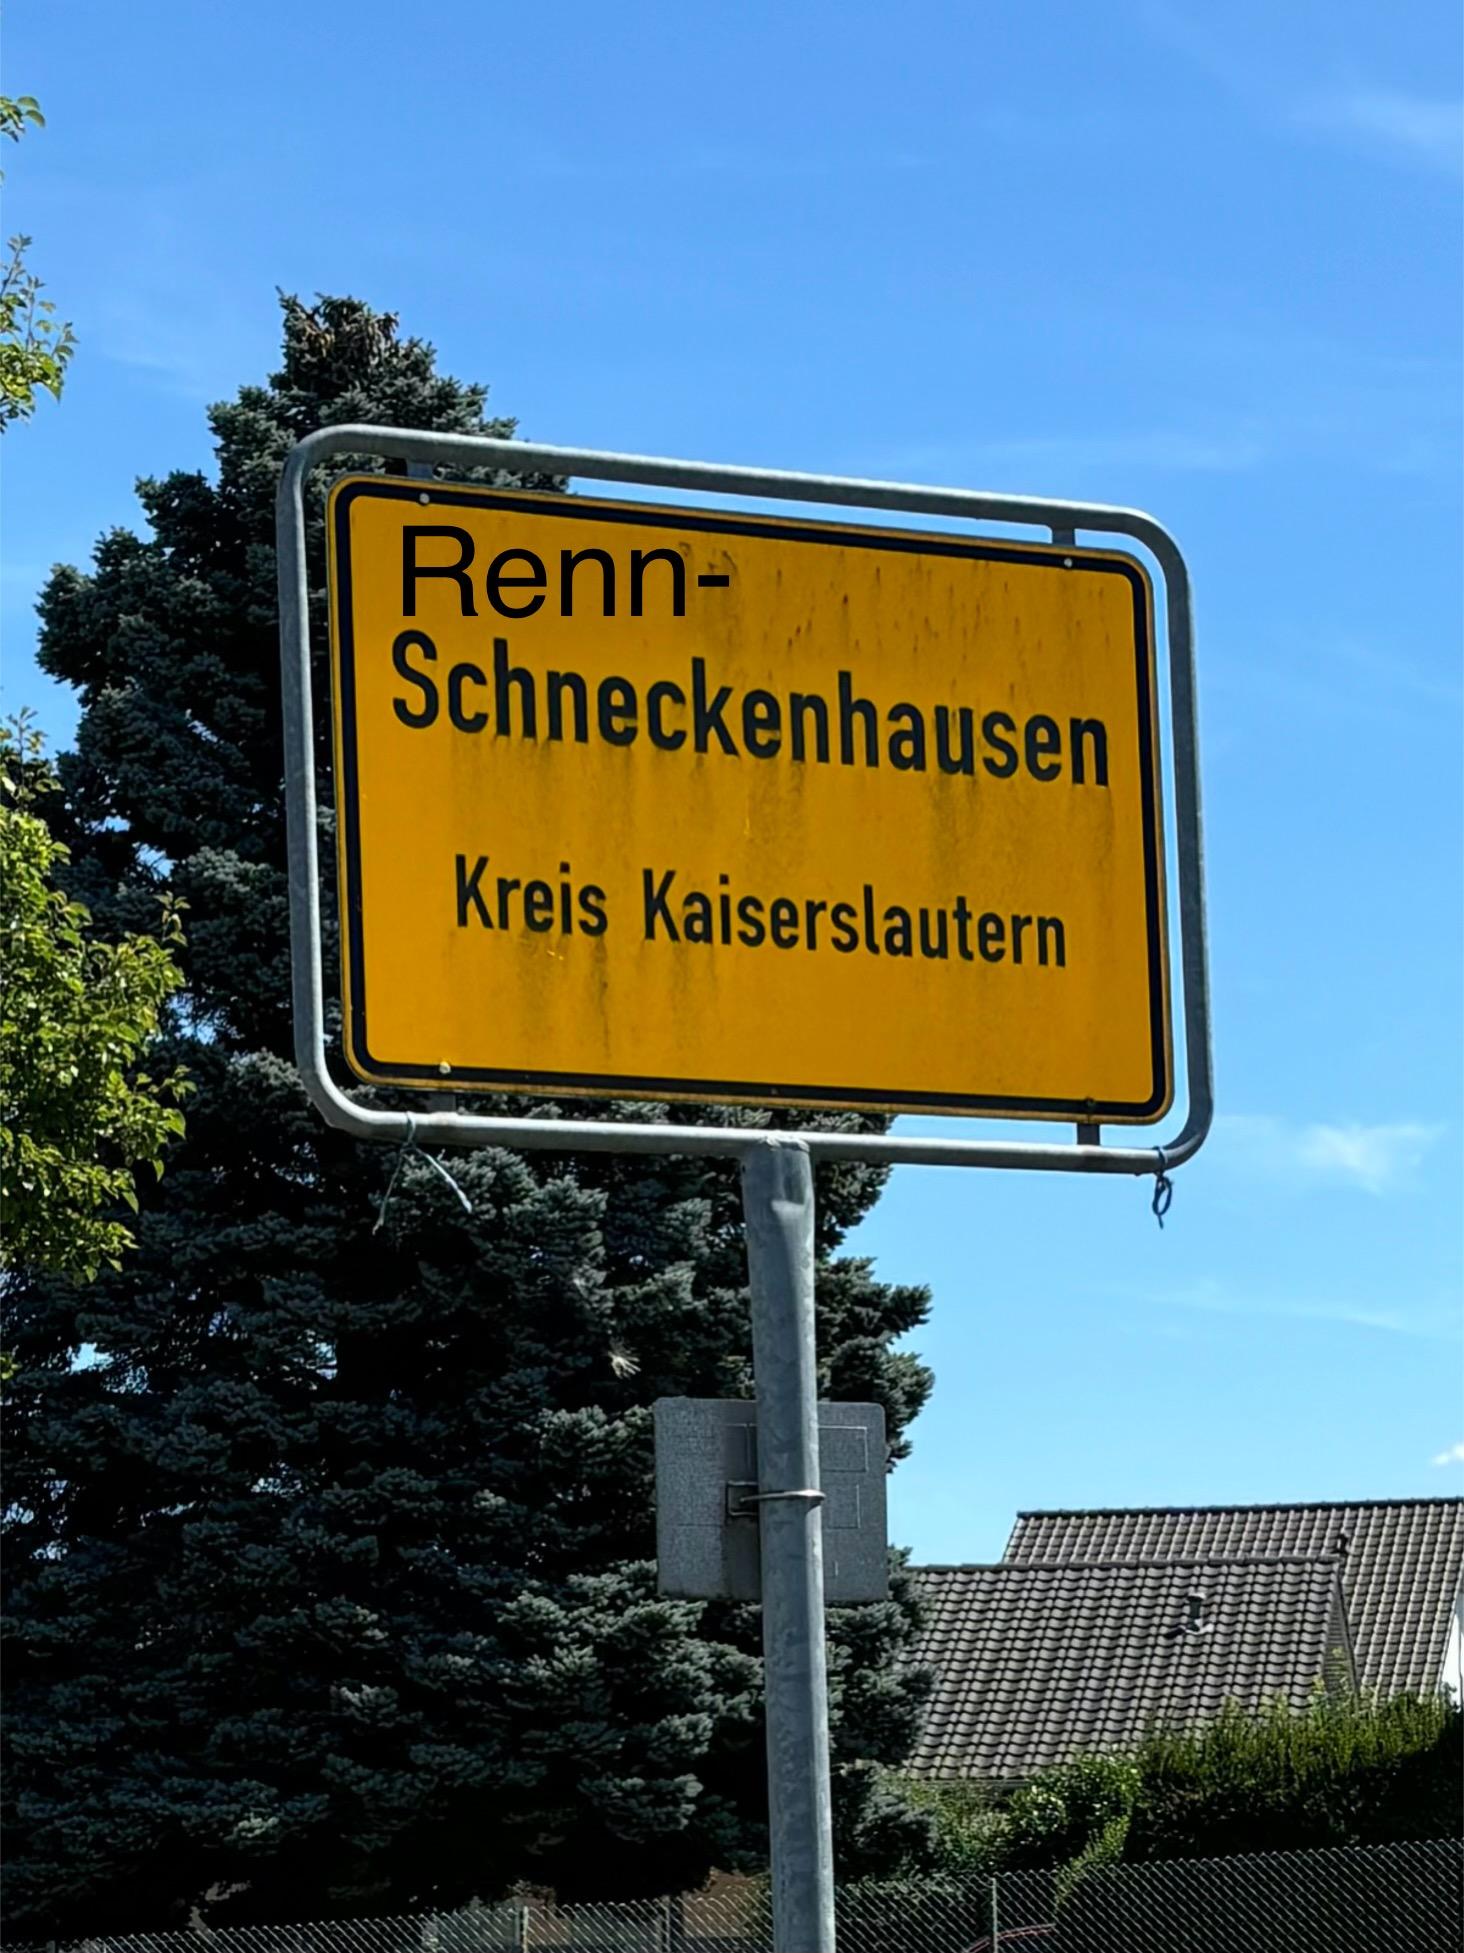 Renn-
Schneckenhausen
Kreis Kaiserslautern